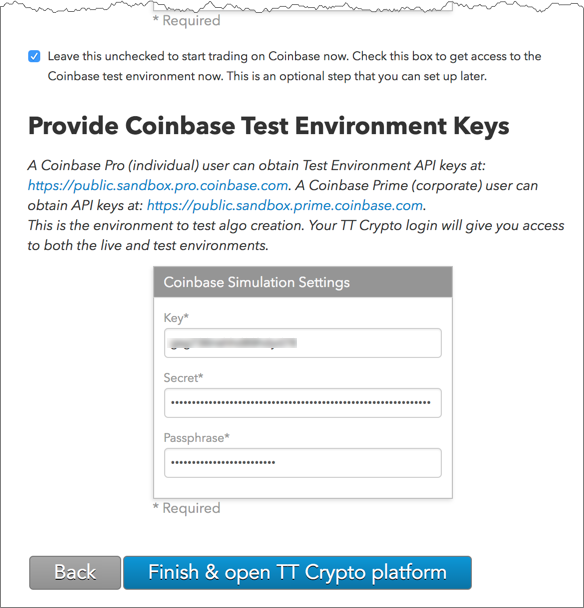 * Required
Leave this unchecked to start trading on Coinbase now. Check this box to get access to the
Coinbase test environment now. This is an optional step that you can set up later.
Provide Coinbase Test Environment Keys
A Coinbase Pro (individual) user can obtain Test Environment API keys at:
https://public.sandbox.pro.coinbase.com. A Coinbase Prime (corporate) user can
obtain API keys at: https://public.sandbox.prime.coinbase.com.
This is the environment to test algo creation. Your TT Crypto login will give you access
to both the live and test environments.
Coinbase Simulation Settings
Key*
Secret*
Passphrase*
* Required
Back
Finish & open TT Crypto platform